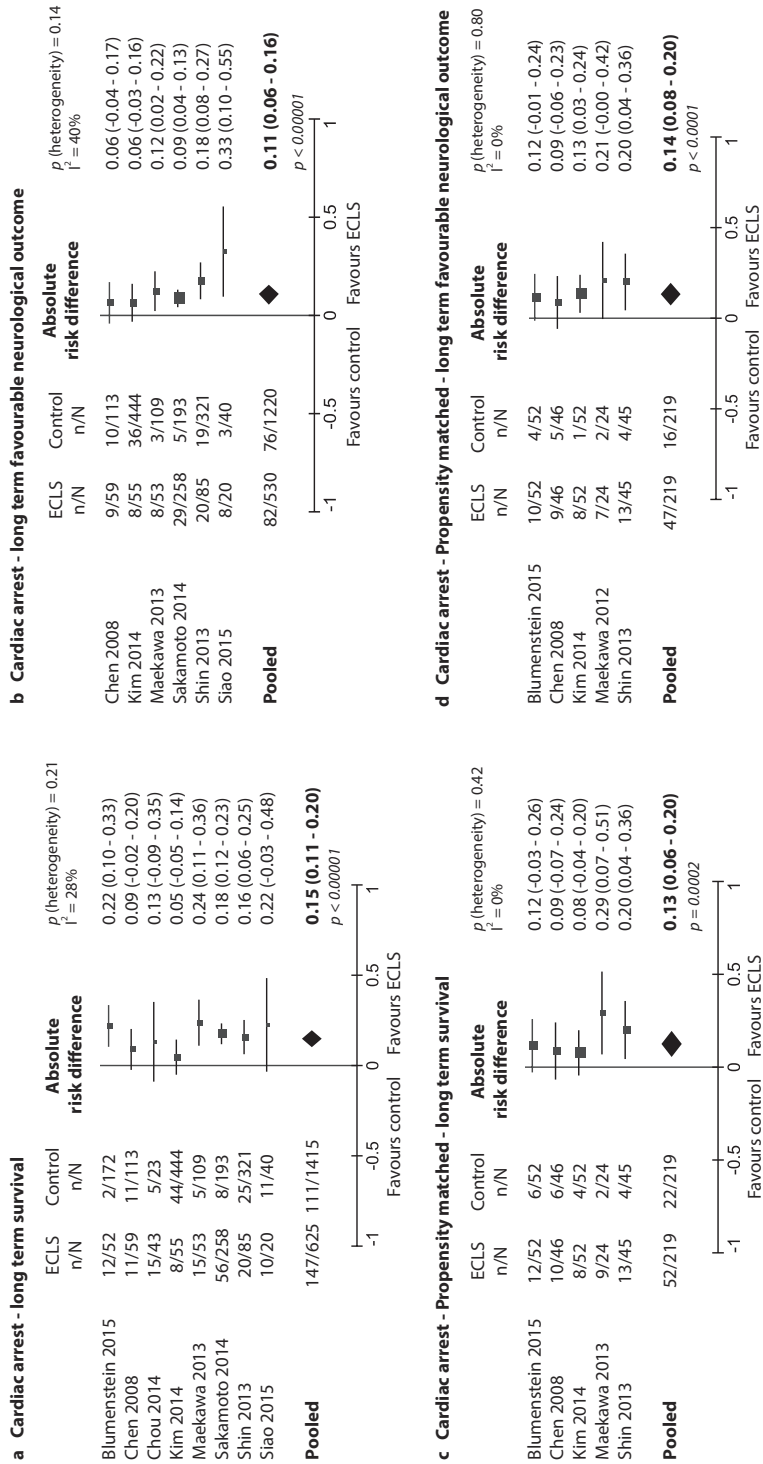 a Cardiac arrest - long term survival
ECLS Control Absolute p (heterogeneity) = 0.21
n/N n/N risk difference I² = 28%
Blumenstein 2015 12/52 2/172 0.22 (0.10 - 0.33)
Chen 2008 11/59 11/113 0.09 (-0.02 - 0.20)
Chou 2014 15/43 5/23 0.13 (-0.09 - 0.35)
Kim 2014 8/55 44/444 0.05 (-0.05 - 0.14)
Maekawa 2013 15/53 5/109 0.24 (0.11 - 0.36)
Sakamoto 2014 56/258 8/193 0.18 (0.12 - 0.23)
Shin 2013 20/85 25/321 0.16 (0.06 - 0.25)
Siao 2015 10/20 11/40 0.22 (-0.03 - 0.48)
Pooled 147/625 111/1415 0.15 (0.11 - 0.20)
p < 0.00001
-1 -0.5 0 0.5 1
Favours control Favours ECLS
b Cardiac arrest - long term favourable neurological outcome
ECLS Control Absolute p (heterogeneity) = 0.14
n/N n/N risk difference I² = 40%
Chen 2008 9/59 10/113 0.06 (-0.04 - 0.17)
Kim 2014 8/55 36/444 0.06 (-0.03 - 0.16)
Maekawa 2013 8/53 3/109 0.12 (0.02 - 0.22)
Sakamoto 2014 29/258 5/193 0.09 (0.04 - 0.13)
Shin 2013 20/85 19/321 0.18 (0.08 - 0.27)
Siao 2015 8/20 3/40 0.33 (0.10 - 0.55)
Pooled 82/530 76/1220 0.11 (0.06 - 0.16)
p < 0.00001
-1 -0.5 0 0.5 1
Favours control Favours ECLS
c Cardiac arrest - Propensity matched - long term survival
ECLS Control Absolute p (heterogeneity) = 0.42
n/N n/N risk difference I² = 0%
Blumenstein 2015 12/52 6/52 0.12 (-0.03 - 0.26)
Chen 2008 10/46 6/46 0.09 (-0.07 - 0.24)
Kim 2014 8/52 4/52 0.08 (-0.04 - 0.20)
Maekawa 2013 9/24 2/24 0.29 (0.07 - 0.51)
Shin 2013 13/45 4/45 0.20 (0.04 - 0.36)
Pooled 52/219 22/219 0.13 (0.06 - 0.20)
p = 0.0002
-1 -0.5 0 0.5 1
Favours control Favours ECLS
d Cardiac arrest - Propensity matched - long term favourable neurological outcome
ECLS Control Absolute p (heterogeneity) = 0.80
n/N n/N risk difference I² = 0%
Blumenstein 2015 10/52 4/52 0.12 (-0.01 - 0.24)
Chen 2008 9/46 5/46 0.09 (-0.06 - 0.23)
Kim 2014 8/52 1/52 0.13 (0.03 - 0.24)
Maekawa 2012 7/24 2/24 0.21 (-0.00 - 0.42)
Shin 2013 13/45 4/45 0.20 (0.04 - 0.36)
Pooled 47/219 16/219 0.14 (0.08 - 0.20)
p < 0.0001
-1 -0.5 0 0.5 1
Favours control Favours ECLS